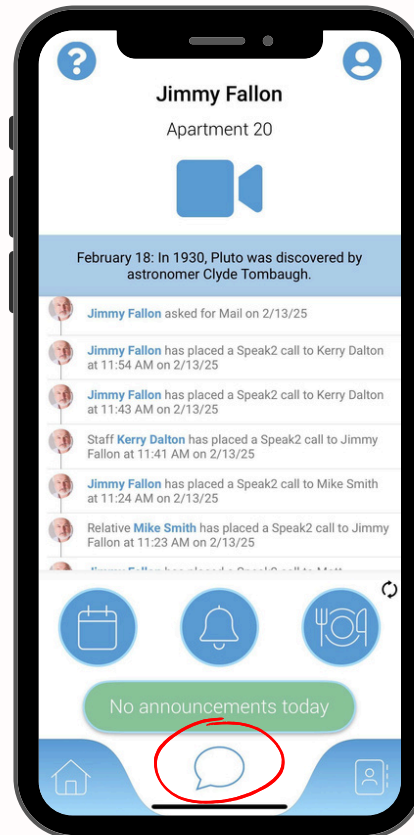 ?
Jimmy Fallon
Apartment 20
February 18: In 1930, Pluto was discovered by
astronomer Clyde Tombaugh.
Jimmy Fallon asked for Mail on 2/13/25
Jimmy Fallon has placed a Speak2 call to Kerry Dalton
at 11:54 AM on 2/13/25
Jimmy Fallon has placed a Speak2 call to Kerry Dalton
at 11:43 AM on 2/13/25
Staff Kerry Dalton has placed a Speak2 call to Jimmy
Fallon at 11:41 AM on 2/13/25
Jimmy Fallon has placed a Speak2 call to Mike Smith
at 11:24 AM on 2/13/25
Relative Mike Smith has placed a Speak2 call to Jimmy
Fallon at 11:23 AM on 2/13/25
No announcements today